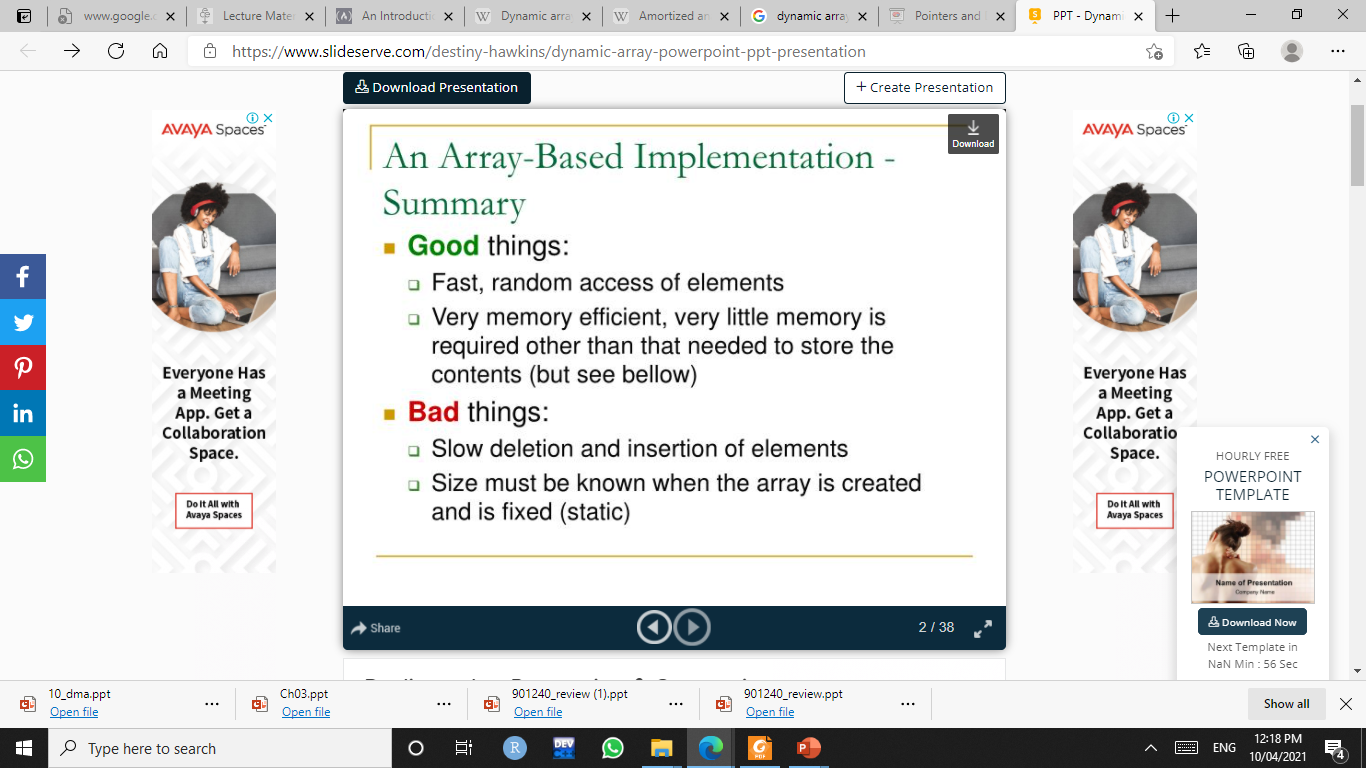 www.google.c
Lecture Mate
An Introducti
Dynamic arra
Amortized an
dynamic array
Pointers and
PPT - Dynam
https://www.slideserve.com/destiny-hawkins/dynamic-array-powerpoint-ppt-presentation
Download Presentation
+ Create Presentation
Download
An Array-Based Implementation -
Summary
Good things:
Fast, random access of elements
Very memory efficient, very little memory is
required other than that needed to store the
contents (but see bellow)
Bad things:
Slow deletion and insertion of elements
Size must be known when the array is created
and is fixed (static)
Share
2 / 38
AVAYA Spaces
Everyone Has
a Meeting
App. Get a
Collaboration
Space.
Do It All with
Avaya Spaces
AVAYA Spaces
Everyone Has
a Meeting
App. Get a
Collaboratio
Space.
Do It All with
Avaya Spaces
HOURLY FREE
POWERPOINT
TEMPLATE
Name of Presentation
Company Name
Download Now
Next Template in
NaN Min : 56 Sec
10_dma.ppt
Open file
Ch03.ppt
Open file
901240_review (1).ppt
Open file
901240_review.ppt
Open file
Show all
Type here to search
R
DEV
PDF
P
ENG
12:18 PM
10/04/2021
4